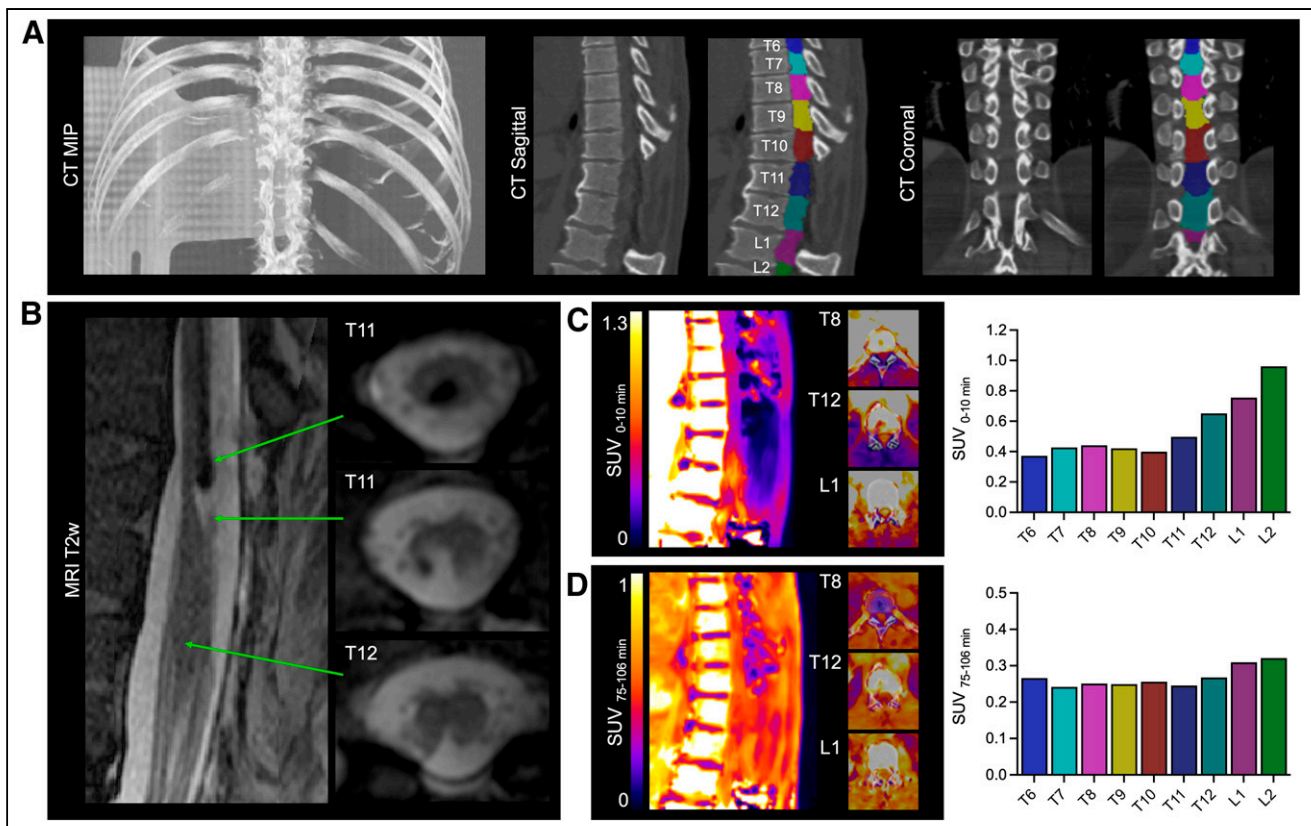 A
CT MIP
CT Sagittal
T6
T7
T8
T9
T10
T11
T12
L1
L2
CT Coronal
B
MRI T2w
T11
T11
T12
C
1.3
SUV 0-10 min
0
T8
T12
L1
SUV 0-10 min
1.2
1.0
0.8
0.6
0.4
0.2
0.0
T6 T7 T8 T9 T10 T11 T12 L1 L2
D
1
SUV 75-106 min
0
T8
T12
L1
SUV 75-106 min
0.5
0.4
0.3
0.2
0.1
0.0
T6 T7 T8 T9 T10 T11 T12 L1 L2